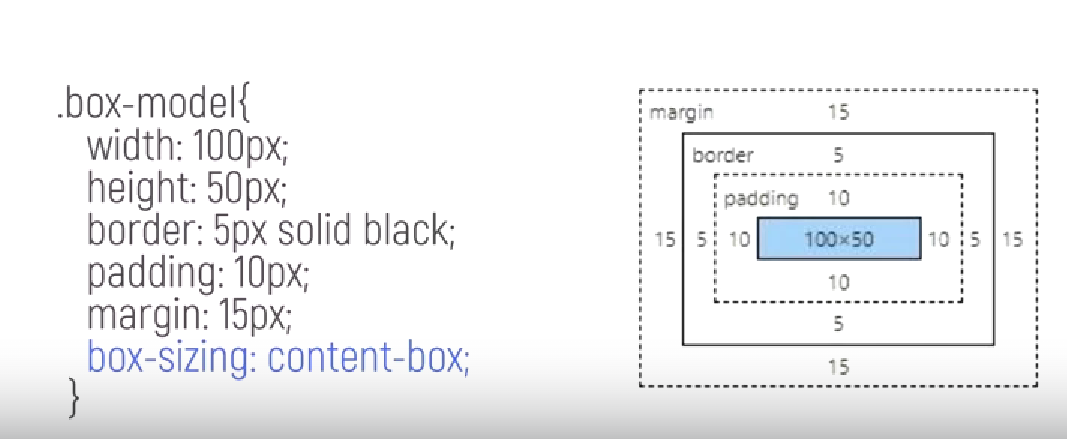 .box-model{
width: 100px;
height: 50px;
border: 5px solid black;
padding: 10px;
margin: 15px;
box-sizing: content-box;
}
margin 15
border 5
padding 10
15 5 10 100×50 10 5 15
10
5
15